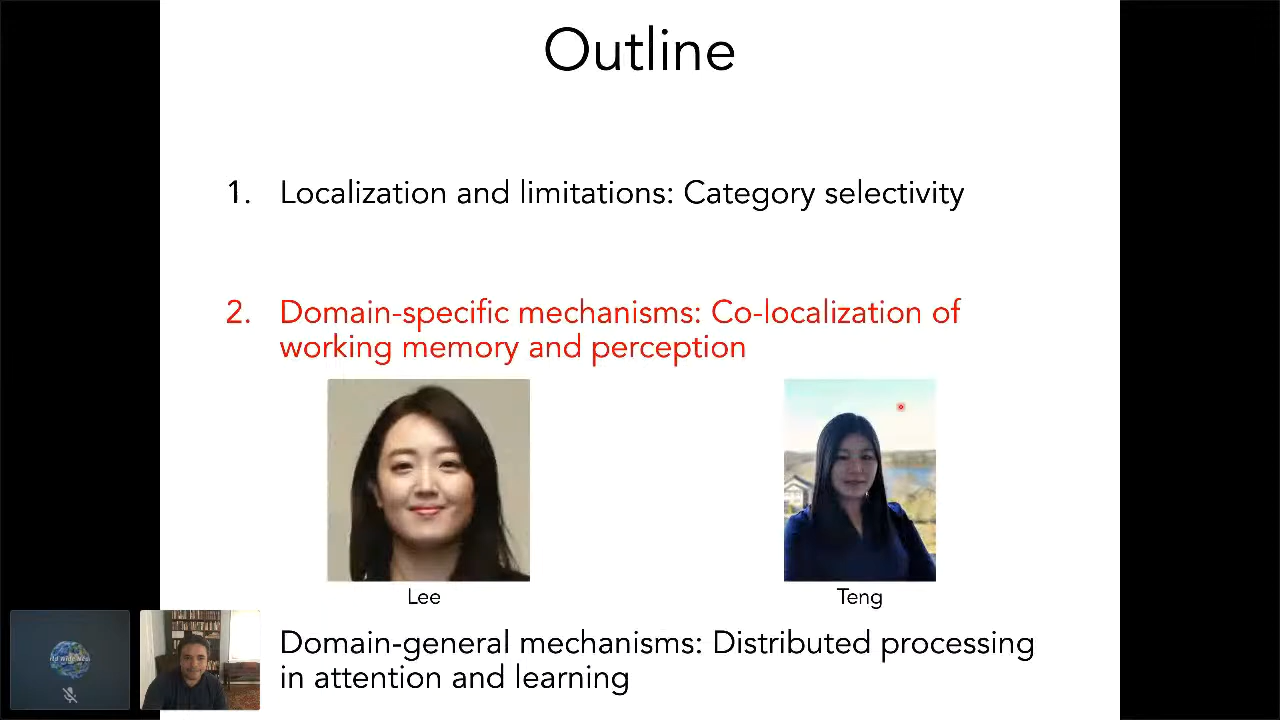 Outline
1. Localization and limitations: Category selectivity
2. Domain-specific mechanisms: Co-localization of
working memory and perception
Lee
Teng
Domain-general mechanisms: Distributed processing
in attention and learning